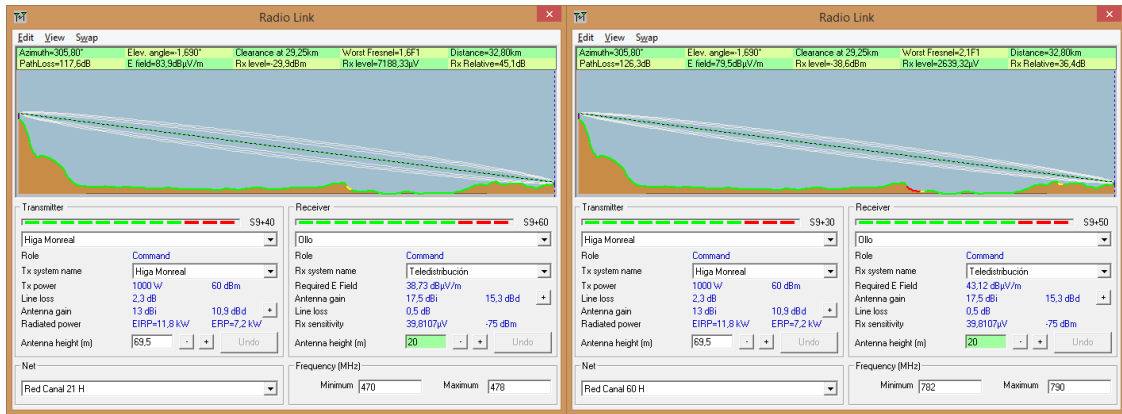 Radio Link
Edit View Swap
Azimuth=305,80° Elev. angle=-1,690° Clearance at 29,25km Worst Fresnel=1,6F1 Distance=32,80km
PathLoss=117,6dB E field=83,9dBµV/m Rx level=-29,9dBm Rx level=7188,33µV Rx Relative=45,1dB
Transmitter
S9+40
Higa Monreal
Role Command
Tx system name Higa Monreal
Tx power 1000 W 60 dBm
Line loss 2,3 dB
Antenna gain 13 dBi 10,9 dBd +
Radiated power EIRP=11,8 kW ERP=7,2 kW
Antenna height (m) 69,5 - + Undo
Net
Red Canal 21 H
Receiver
S9+60
Ollo
Role Command
Rx system name Teledistribución
Required E Field 38,73 dBµV/m
Antenna gain 17,5 dBi 15,3 dBd +
Line loss 0,5 dB
Rx sensitivity 39,8107µV -75 dBm
Antenna height (m) 20 - + Undo
Frequency (MHz)
Minimum 470 Maximum 478
Radio Link
Edit View Swap
Azimuth=305,80° Elev. angle=-1,690° Clearance at 29,25km Worst Fresnel=2,1F1 Distance=32,80km
PathLoss=126,3dB E field=79,5dBµV/m Rx level=-38,6dBm Rx level=2639,32µV Rx Relative=36,4dB
Transmitter
S9+30
Higa Monreal
Role Command
Tx system name Higa Monreal
Tx power 1000 W 60 dBm
Line loss 2,3 dB
Antenna gain 13 dBi 10,9 dBd +
Radiated power EIRP=11,8 kW ERP=7,2 kW
Antenna height (m) 69,5 - + Undo
Net
Red Canal 60 H
Receiver
S9+50
Ollo
Role Command
Rx system name Teledistribución
Required E Field 43,12 dBµV/m
Antenna gain 17,5 dBi 15,3 dBd +
Line loss 0,5 dB
Rx sensitivity 39,8107µV -75 dBm
Antenna height (m) 20 - + Undo
Frequency (MHz)
Minimum 782 Maximum 790